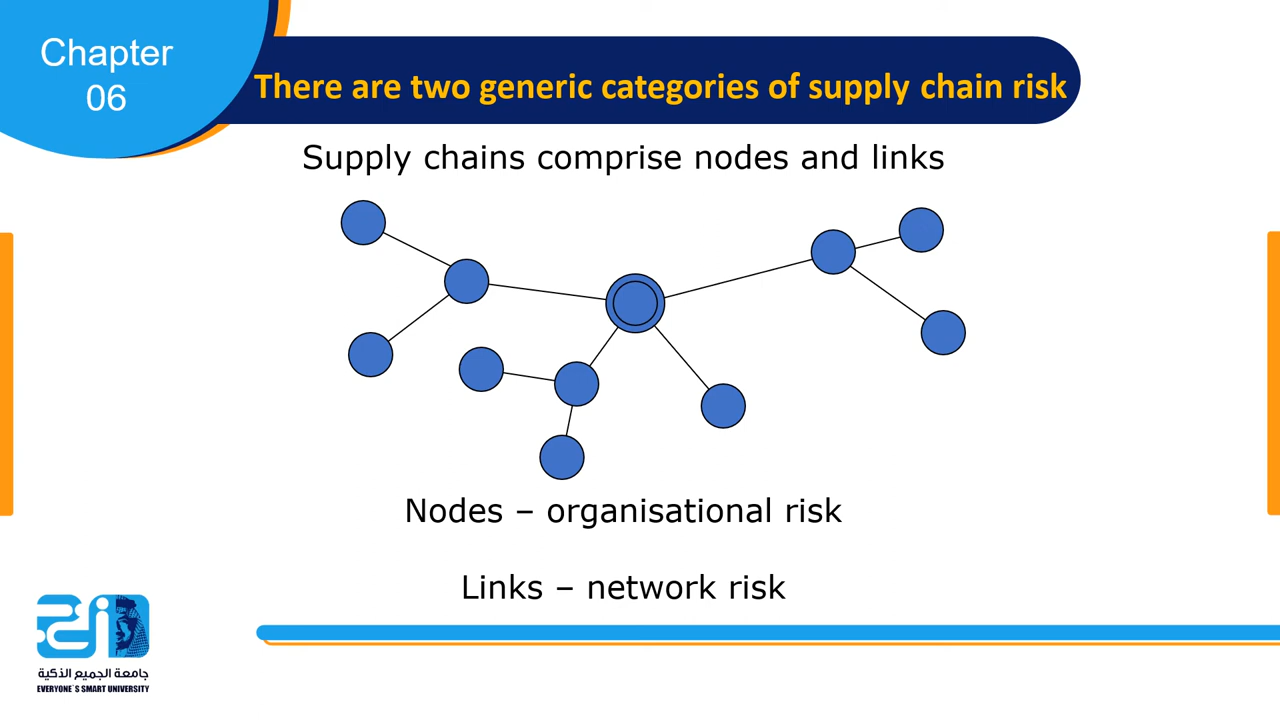 Chapter
06
There are two generic categories of supply chain risk
Supply chains comprise nodes and links
Nodes – organisational risk
Links – network risk
جامعة الجميع الذكية
EVERYONE`S SMART UNIVERSITY